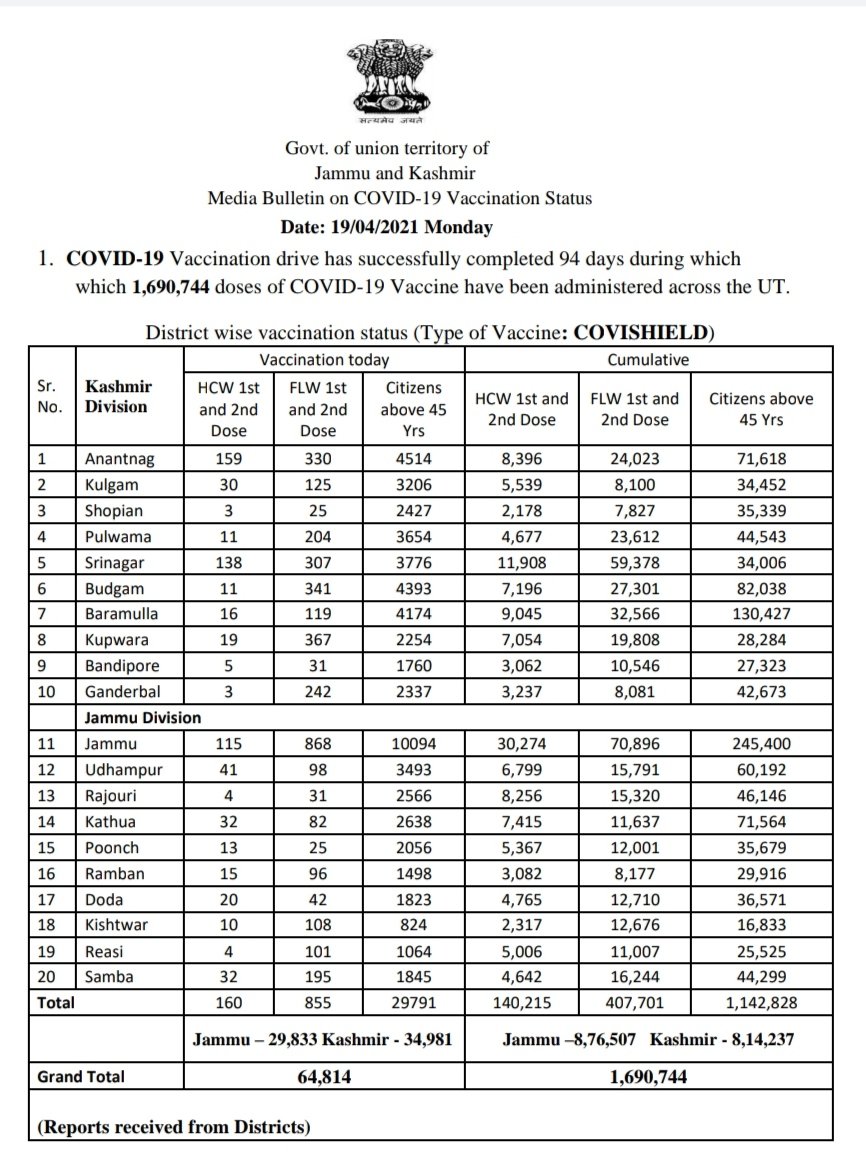 सत्यमेव जयते
Govt. of union territory of
Jammu and Kashmir
Media Bulletin on COVID-19 Vaccination Status
Date: 19/04/2021 Monday
1. COVID-19 Vaccination drive has successfully completed 94 days during which
which 1,690,744 doses of COVID-19 Vaccine have been administered across the UT.
District wise vaccination status (Type of Vaccine: COVISHIELD)
Sr. No. Kashmir Division Vaccination today Cumulative
HCW 1st and 2nd Dose FLW 1st and 2nd Dose Citizens above 45 Yrs HCW 1st and 2nd Dose FLW 1st and 2nd Dose Citizens above 45 Yrs
1 Anantnag 159 330 4514 8,396 24,023 71,618
2 Kulgam 30 125 3206 5,539 8,100 34,452
3 Shopian 3 25 2427 2,178 7,827 35,339
4 Pulwama 11 204 3654 4,677 23,612 44,543
5 Srinagar 138 307 3776 11,908 59,378 34,006
6 Budgam 11 341 4393 7,196 27,301 82,038
7 Baramulla 16 119 4174 9,045 32,566 130,427
8 Kupwara 19 367 2254 7,054 19,808 28,284
9 Bandipore 5 31 1760 3,062 10,546 27,323
10 Ganderbal 3 242 2337 3,237 8,081 42,673
Jammu Division
11 Jammu 115 868 10094 30,274 70,896 245,400
12 Udhampur 41 98 3493 6,799 15,791 60,192
13 Rajouri 4 31 2566 8,256 15,320 46,146
14 Kathua 32 82 2638 7,415 11,637 71,564
15 Poonch 13 25 2056 5,367 12,001 35,679
16 Ramban 15 96 1498 3,082 8,177 29,916
17 Doda 20 42 1823 4,765 12,710 36,571
18 Kishtwar 10 108 824 2,317 12,676 16,833
19 Reasi 4 101 1064 5,006 11,007 25,525
20 Samba 32 195 1845 4,642 16,244 44,299
Total 160 855 29791 140,215 407,701 1,142,828
Jammu – 29,833 Kashmir - 34,981 Jammu –8,76,507 Kashmir - 8,14,237
Grand Total 64,814 1,690,744
(Reports received from Districts)